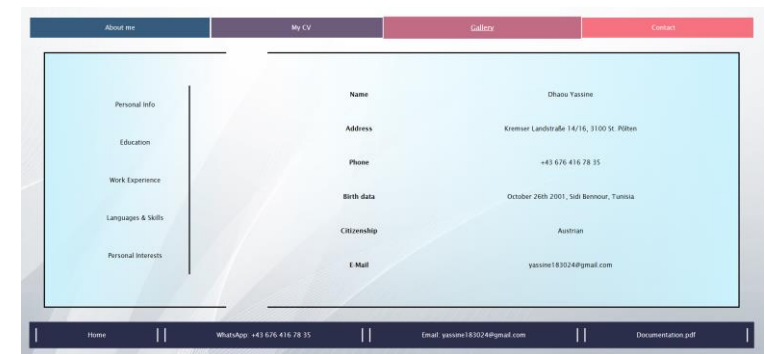 About me
My CV
Gallery
Contact
Personal Info
Education
Work Experience
Languages & Skills
Personal Interests
Name Dhaou Yassine
Address Kremser Landstraße 14/16, 3100 St. Pölten
Phone +43 676 416 78 35
Birth data October 26th 2001, Sidi Bennour, Tunisia
Citizenship Austrian
E-Mail yassine183024@gmail.com
Home
WhatsApp: +43 676 416 78 35
Email: yassine183024@gmail.com
Documentation.pdf